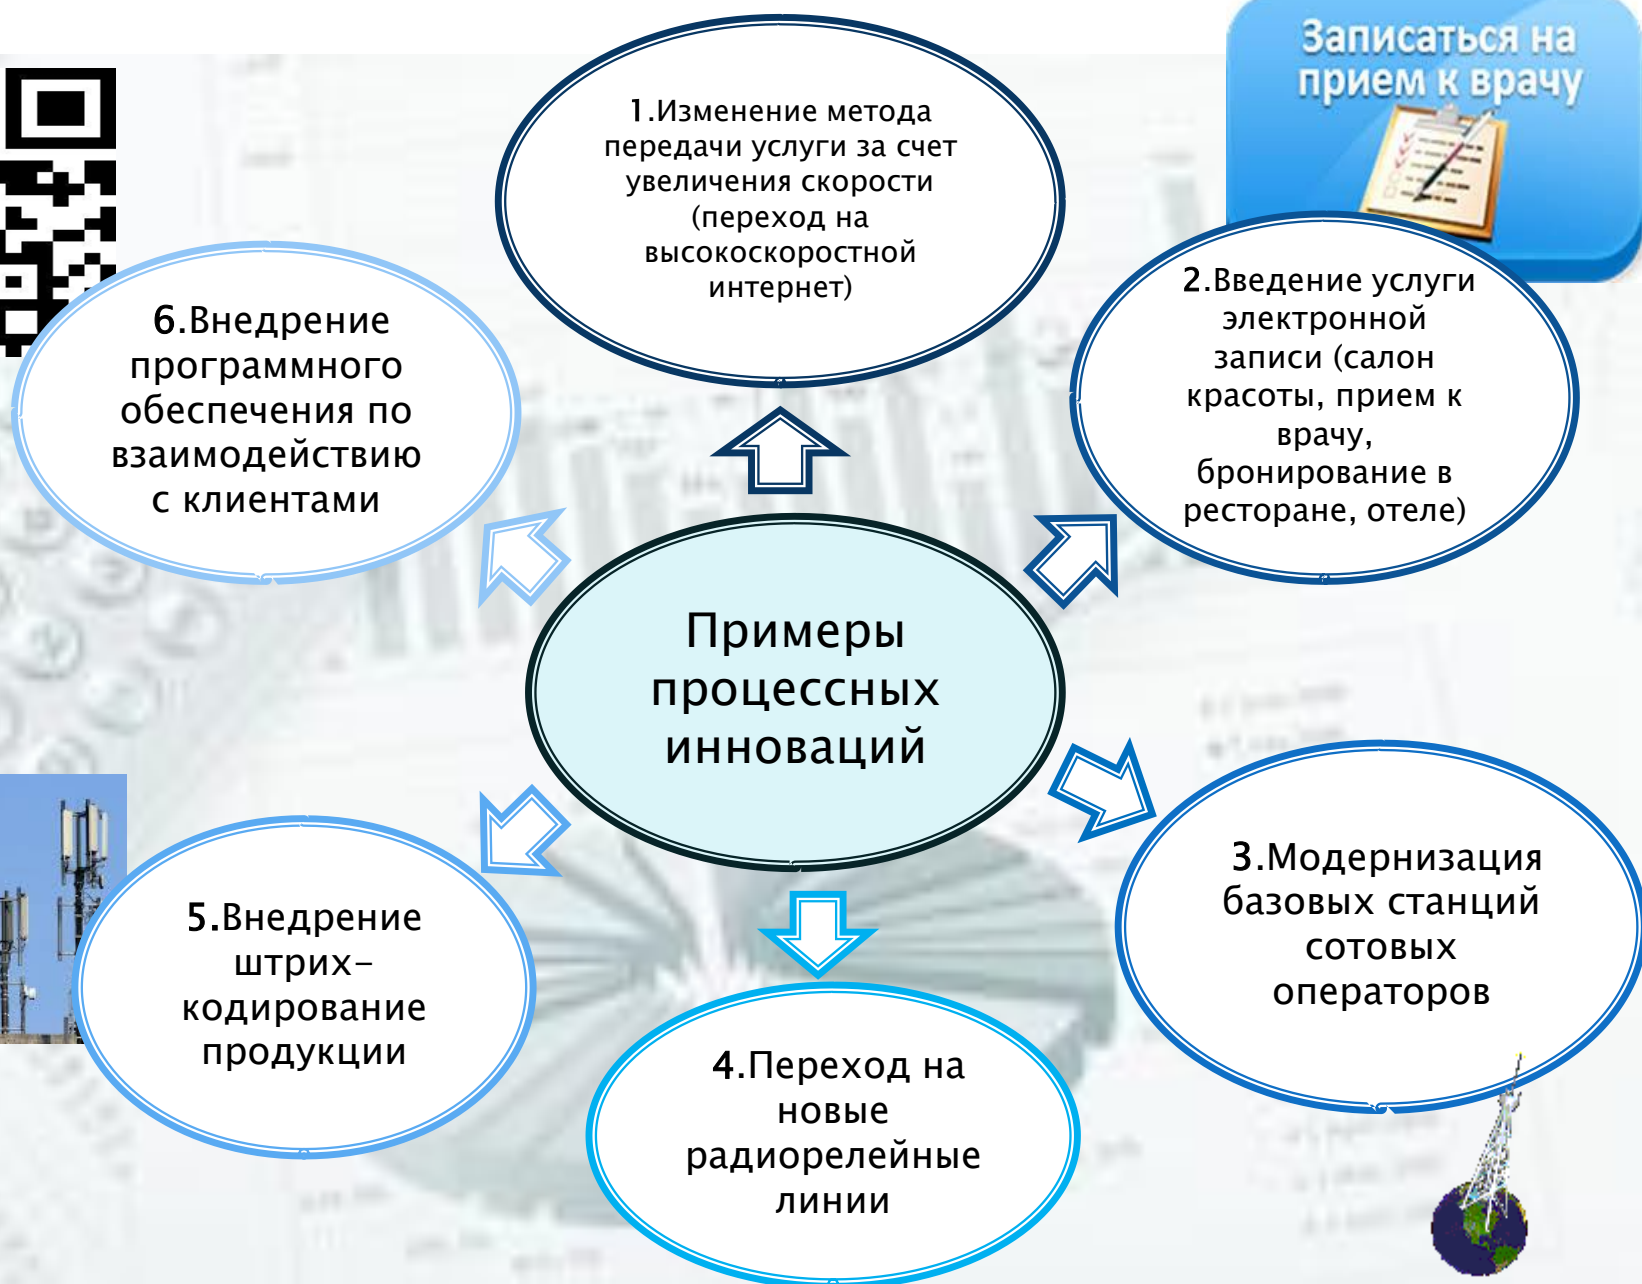 Записаться на
прием к врачу
1.Изменение метода
передачи услуги за счет
увеличения скорости
(переход на
высокоскоростной
интернет)
2.Введение услуги
электронной
записи (салон
красоты, прием к
врачу,
бронирование в
ресторане, отеле)
6.Внедрение
программного
обеспечения по
взаимодействию
с клиентами
Примеры
процессных
инноваций
3.Модернизация
базовых станций
сотовых
операторов
5.Внедрение
штрих-
кодирование
продукции
4.Переход на
новые
радиорелейные
линии